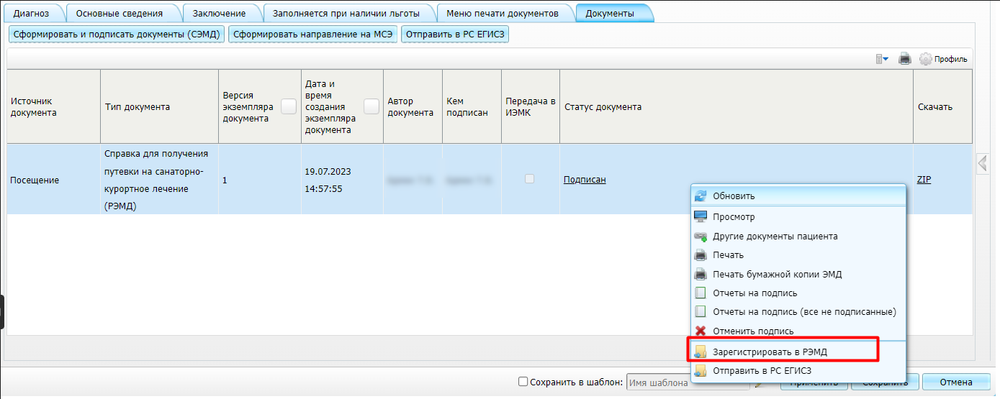 Диагноз
Основные сведения
Заключение
Заполняется при наличии льготы
Меню печати документов
Документы
Сформировать и подписать документы (СЭМД)
Сформировать направление на МСЭ
Отправить в РС ЕГИСЗ
Профиль
Источник
документа
Тип документа
Версия
экземпляра
документа
Дата и
время
создания
экземпляра
документа
Автор
документа
Кем
подписан
Передача в
ИЭМК
Статус документа
Скачать
Посещение
Справка для получения
путевки на санаторно-
курортное лечение
(РЭМД)
1
19.07.2023
14:57:55
Подписан
ZIP
Обновить
Просмотр
Другие документы пациента
Печать
Печать бумажной копии ЭМД
Отчеты на подпись
Отчеты на подпись (все не подписанные)
Отменить подпись
Зарегистрировать в РЭМД
Отправить в РС ЕГИСЗ
Сохранить в шаблон:
Имя шаблона
Применить
Сохранить
Отмена